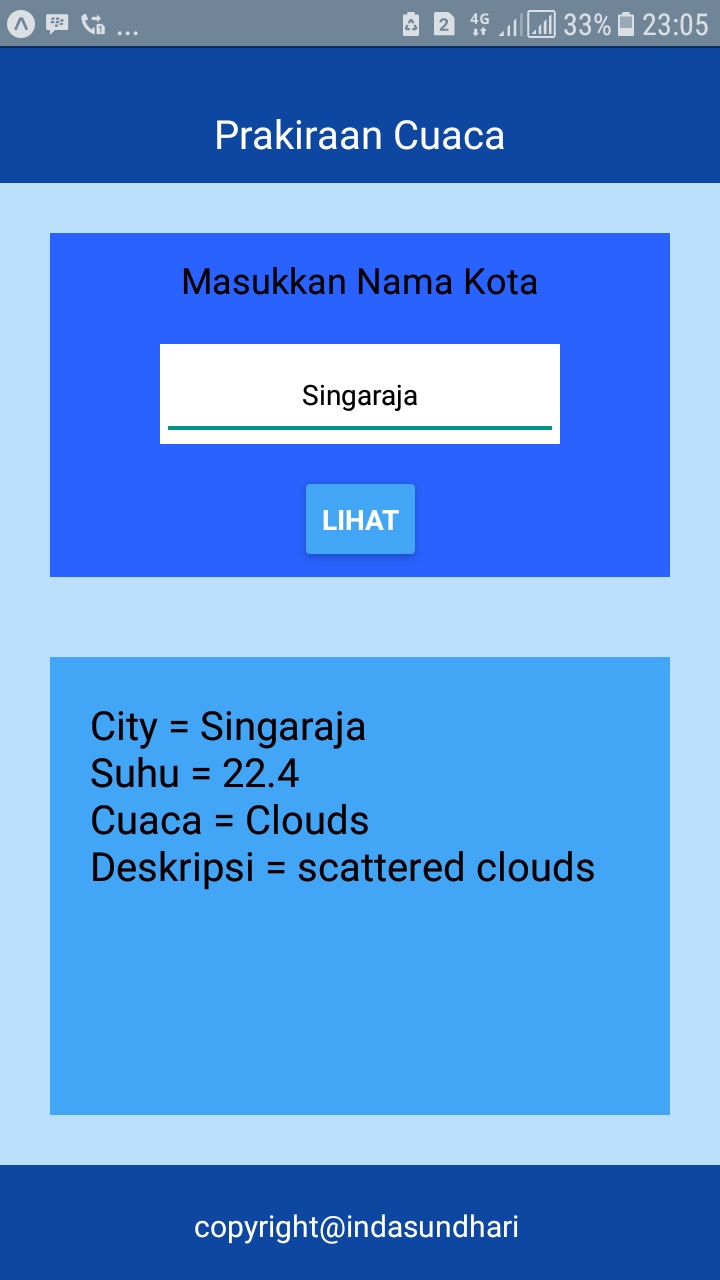 ... 2 4G 33% 23:05
Prakiraan Cuaca
Masukkan Nama Kota
Singaraja
LIHAT
City = Singaraja
Suhu = 22.4
Cuaca = Clouds
Deskripsi = scattered clouds
copyright@indasundhari